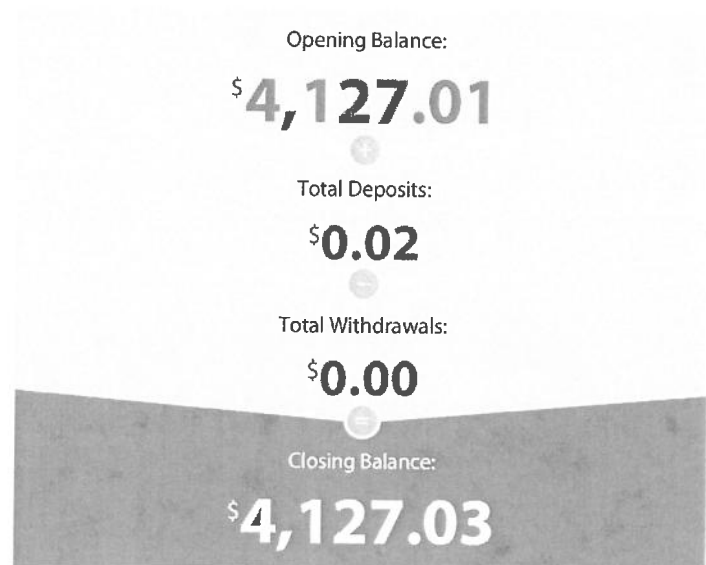 Opening Balance:
$4,127.01
+
Total Deposits:
$0.02
−
Total Withdrawals:
$0.00
=
Closing Balance:
$4,127.03